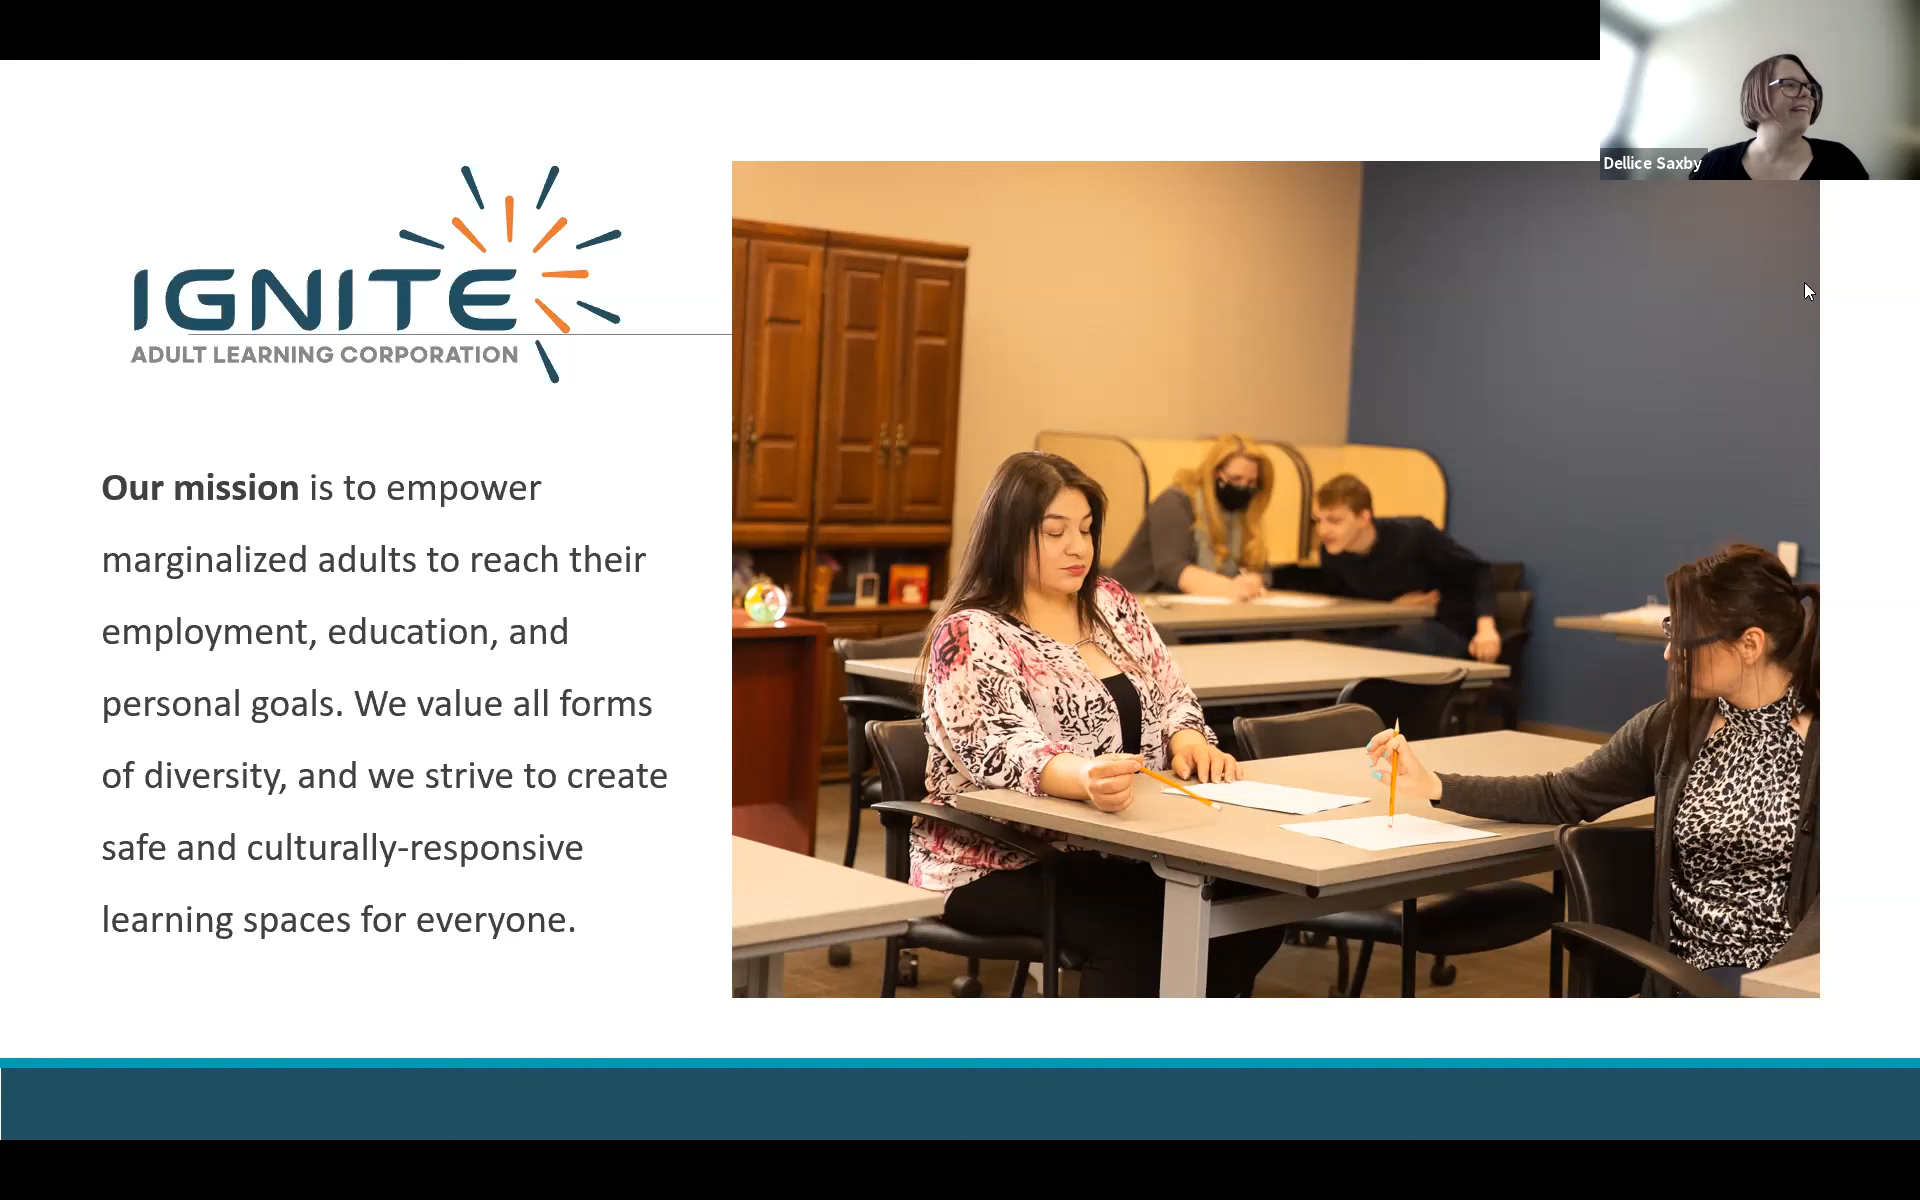 Dellice Saxby
IGNITE
ADULT LEARNING CORPORATION
Our mission is to empower
marginalized adults to reach their
employment, education, and
personal goals. We value all forms
of diversity, and we strive to create
safe and culturally-responsive
learning spaces for everyone.